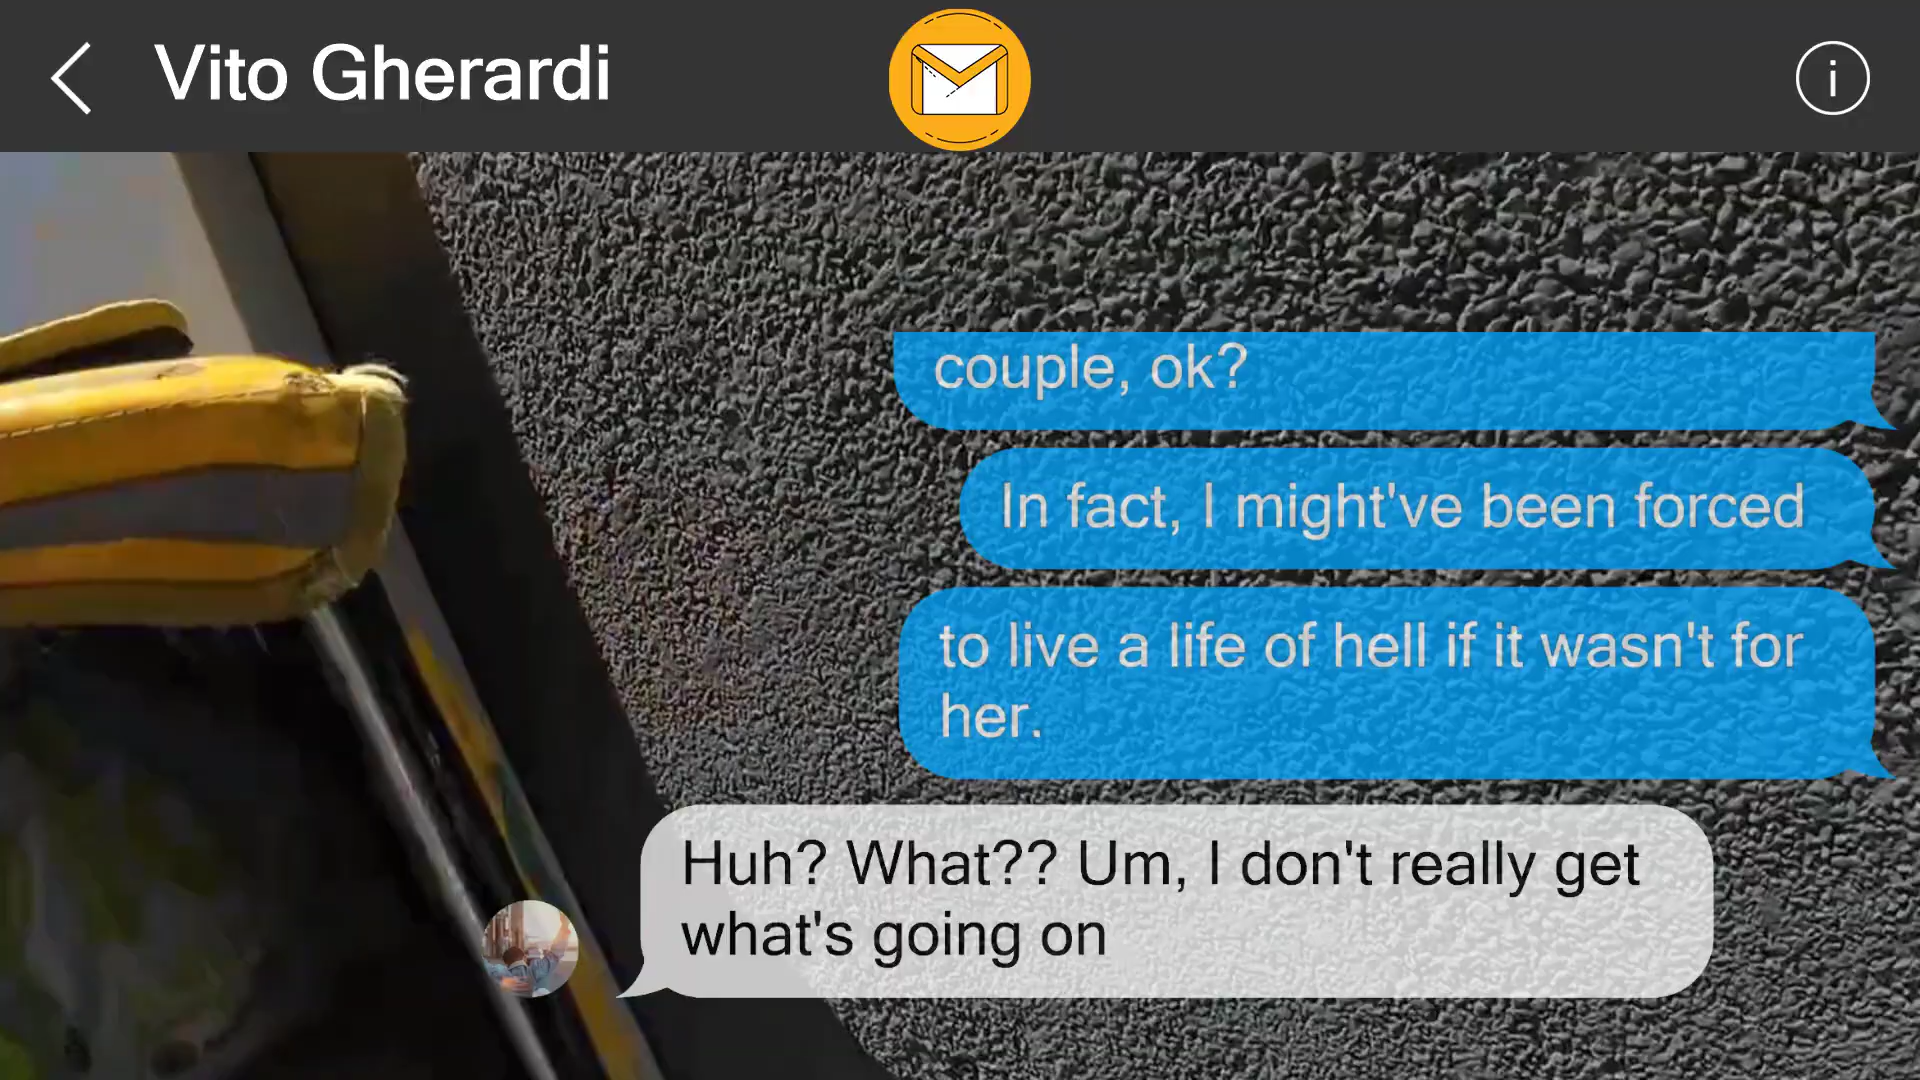 Vito Gherardi
i
couple, ok?
In fact, I might've been forced
to live a life of hell if it wasn't for
her.
Huh? What?? Um, I don't really get
what's going on